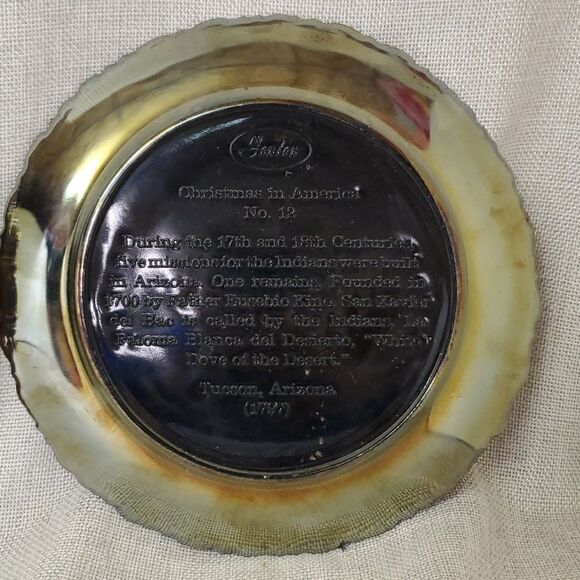 Fenton
Christmas in America
No. 12
During the 17th and 18th Centuries,
five missions for the Indians were built
in Arizona. One remains. Founded in
1700 by Father Eusebio Kino, San Xavier
del Bac is called by the Indians, La
Paloma Blanca del Desierto, "White
Dove of the Desert."
Tucson, Arizona
(1797)